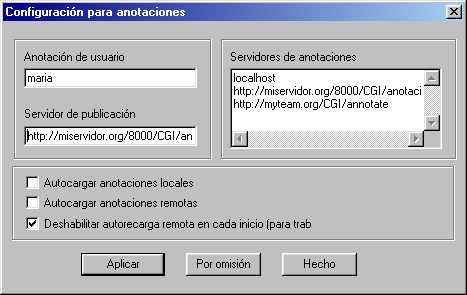 Configuración para anotaciones
Anotación de usuario
maria
Servidor de publicación
http://miservidor.org/8000/CGI/an
Servidores de anotaciones
localhost
http://miservidor.org/8000/CGI/anotaci
http://myteam.org/CGI/annotate
Autocargar anotaciones locales
Autocargar anotaciones remotas
Deshabilitar autorecarga remota en cada inicio (para trab
Aplicar
Por omisión
Hecho